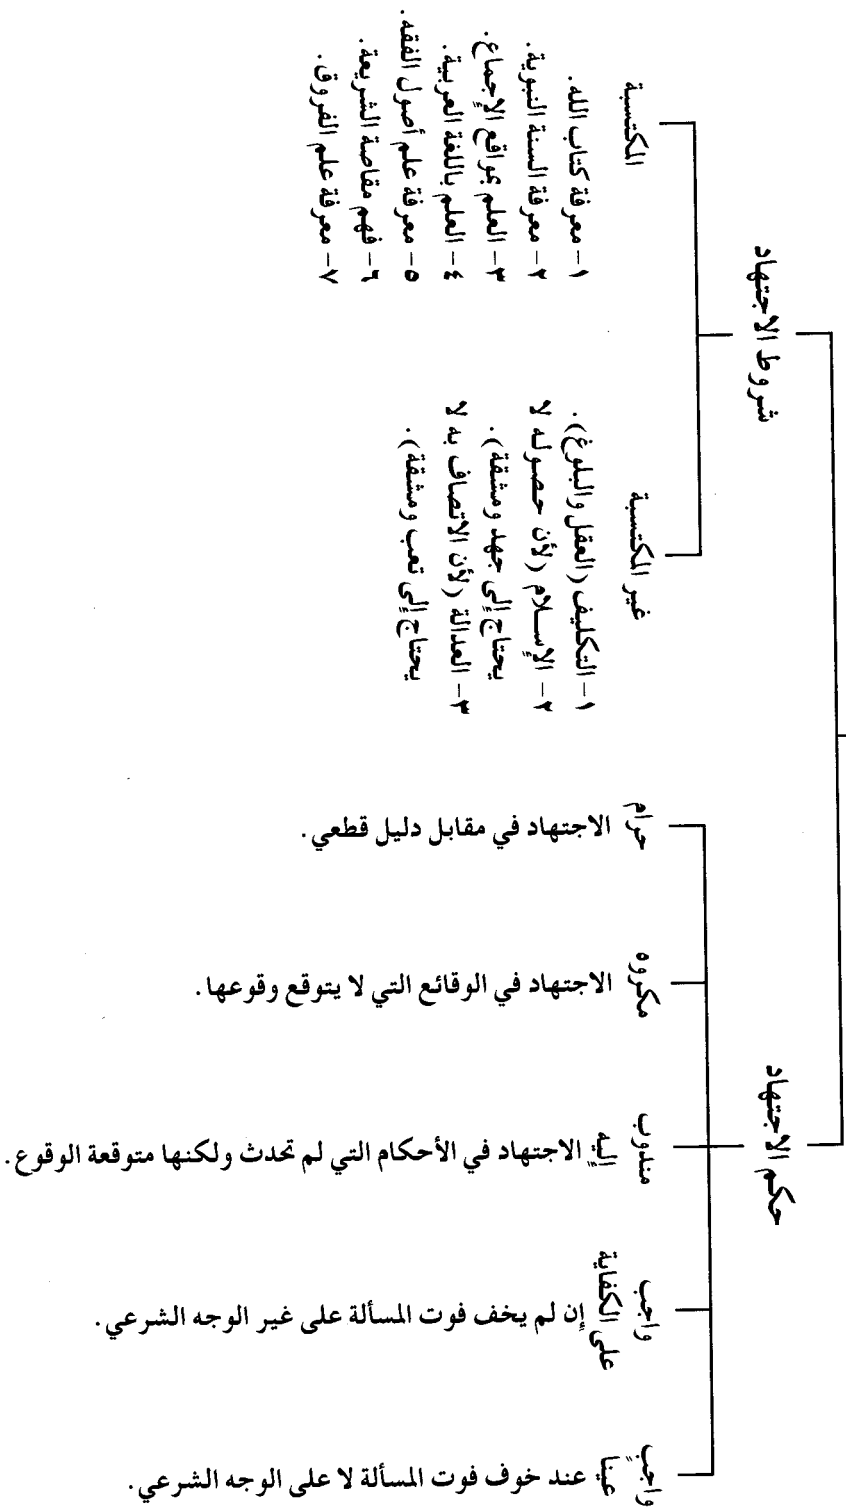 شروط الاجتهاد
المكتسبة
١- معرفة كتاب الله.
٢- معرفة السنة النبوية.
٣- العلم بمواقع الإجماع.
٤- العلم باللغة العربية.
٥- معرفة علم أصول الفقه.
٦- فهم مقاصة الشريعة.
٧- معرفة علم الفروق.
غير المكتسبة
١- التكليف (العقل والبلوغ).
٢- الإسلام (لأن حصوله لا
يحتاج إلى جهد ومشقة).
٣- العدالة (لأن الاتصاف به لا
يحتاج إلى تعب ومشقة).
حكم الاجتهاد
حرام
الاجتهاد في مقابل دليل قطعي.
مكروه
الاجتهاد في الوقائع التي لا يتوقع وقوعها.
مندوب
إليه
الاجتهاد في الأحكام التي لم تحدث ولكنها متوقعة الوقوع.
واجب
على الكفاية
إن لم يخف فوت المسألة على غير الوجه الشرعي.
واجبٍ
عيناً
عند خوف فوت المسألة لا على الوجه الشرعي.